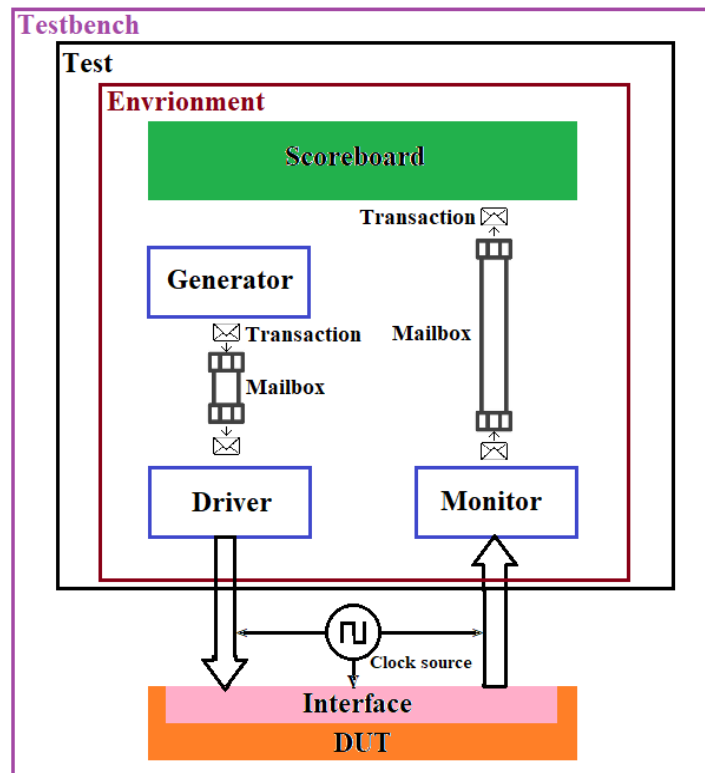 Testbench
Test
Envrionment
Scoreboard
Transaction
Generator
Transaction
Mailbox
Mailbox
Driver
Monitor
Clock source
Interface
DUT